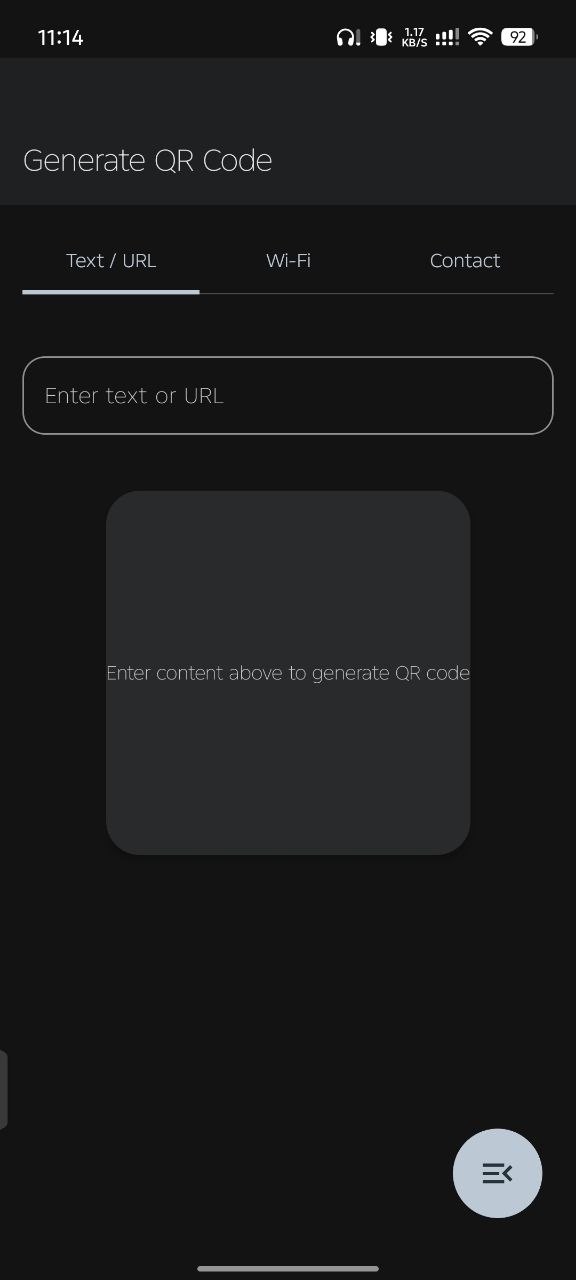 11:14
1.17
KB/S
92
Generate QR Code
Text / URL
Wi-Fi
Contact
Enter text or URL
Enter content above to generate QR code